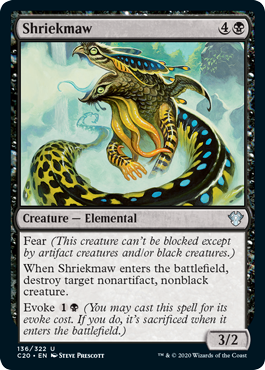 Shriekmaw 4
Creature — Elemental
Fear (This creature can't be blocked except
by artifact creatures and/or black creatures.)
When Shriekmaw enters the battlefield,
destroy target nonartifact, nonblack
creature.
Evoke 1 (You may cast this spell for its
evoke cost. If you do, it's sacrificed when it
enters the battlefield.)
3/2
136/322 U
C20 • EN Steve Prescott
™ & © 2020 Wizards of the Coast